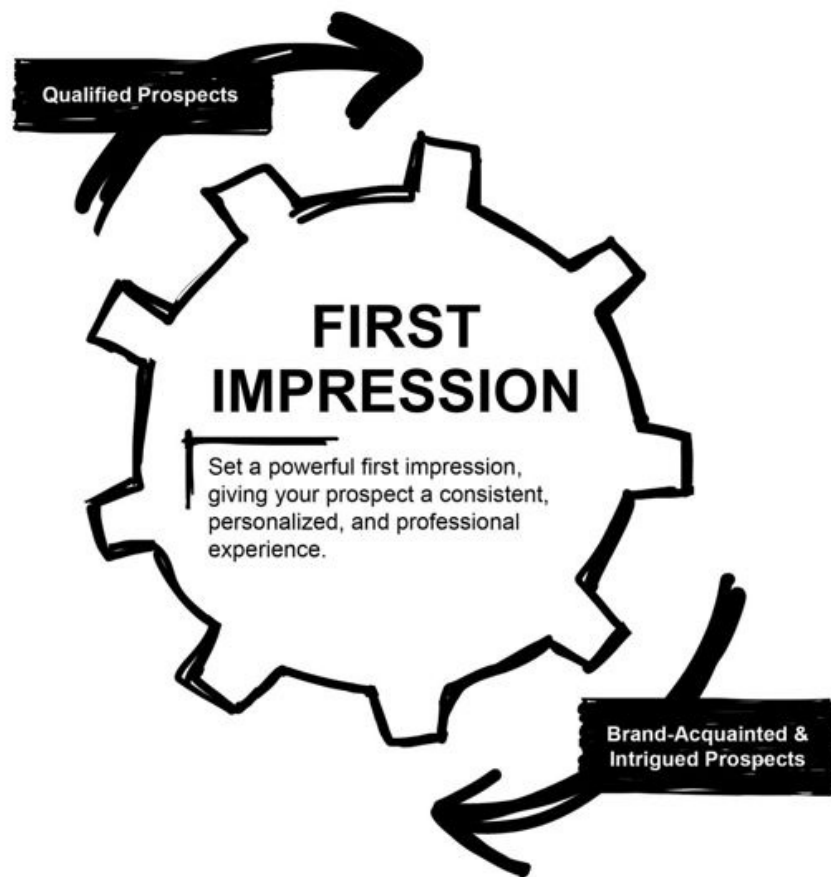 Qualified Prospects
FIRST
IMPRESSION
Set a powerful first impression,
giving your prospect a consistent,
personalized, and professional
experience.
Brand-Acquainted &
Intrigued Prospects